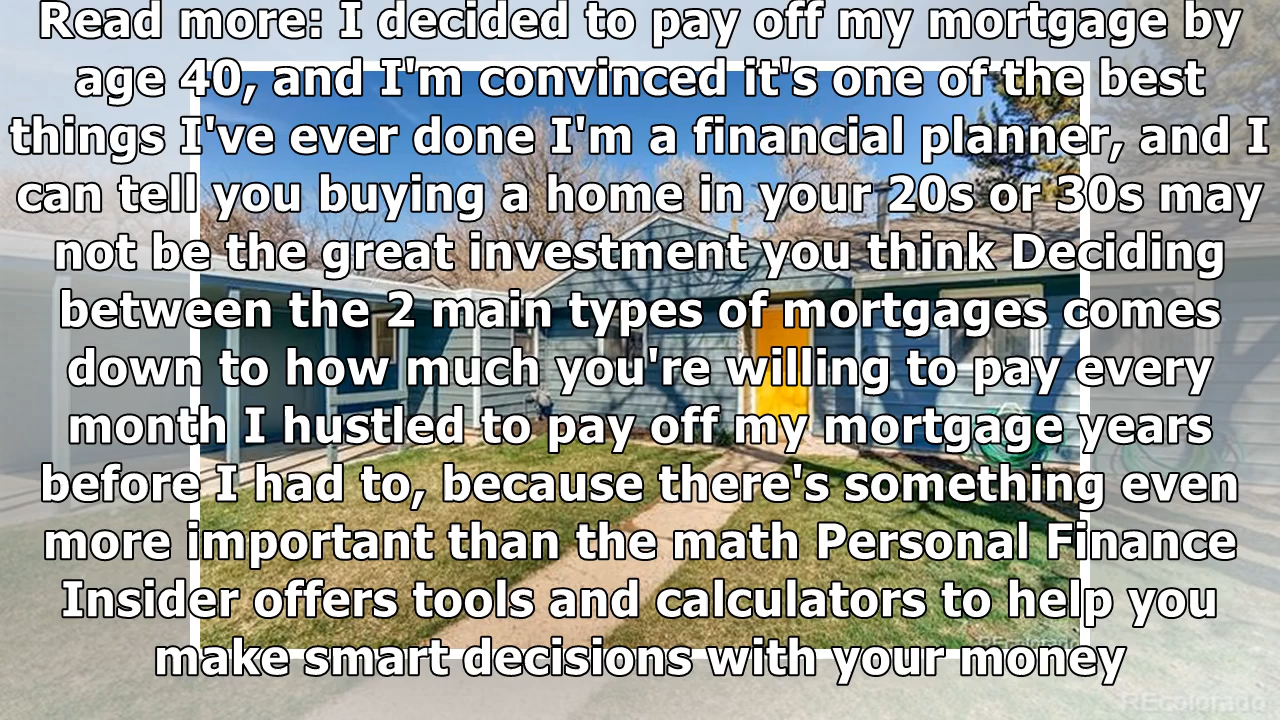 Read more: I decided to pay off my mortgage by
age 40, and I'm convinced it's one of the best
things I've ever done I'm a financial planner, and I
can tell you buying a home in your 20s or 30s may
not be the great investment you think Deciding
between the 2 main types of mortgages comes
down to how much you're willing to pay every
month I hustled to pay off my mortgage years
before I had to, because there's something even
more important than the math Personal Finance
Insider offers tools and calculators to help you
make smart decisions with your money
REcolorado
REcolorado